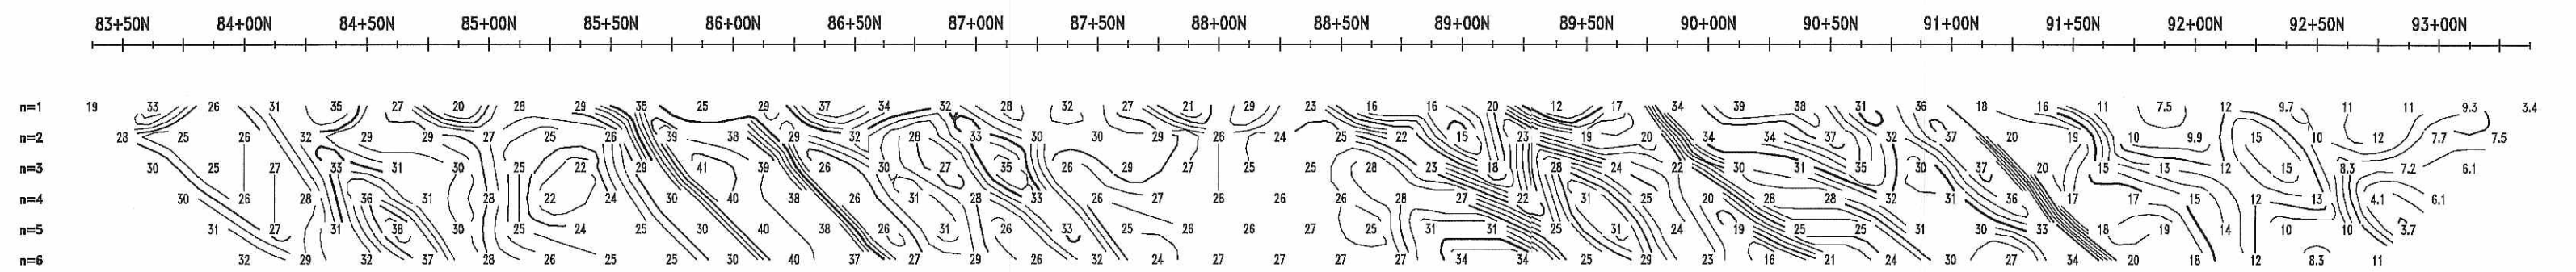 83+50N 84+00N 84+50N 85+00N 85+50N 86+00N 86+50N 87+00N 87+50N 88+00N 88+50N 89+00N 89+50N 90+00N 90+50N 91+00N 91+50N 92+00N 92+50N 93+00N
n=1 19 33 26 31 35 27 20 28 29 35 25 29 37 34 32 28 32 27 21 29 23 16 16 20 12 17 34 39 38 31 36 18 16 11 7.5 12 9.7 11 11 9.3 3.4
n=2 28 25 26 32 29 29 27 25 26 39 38 29 32 28 33 30 30 29 26 24 25 22 15 23 19 20 34 34 37 32 37 20 19 10 9.9 15 10 12 7.7 7.5
n=3 30 25 27 33 31 30 25 22 29 41 39 26 30 27 35 26 29 27 25 25 28 23 18 28 24 22 30 31 35 30 37 20 15 13 12 15 8.3 7.2 6.1
n=4 30 26 28 36 31 28 22 24 30 40 38 26 31 28 33 26 27 26 26 26 28 27 22 31 25 20 28 28 32 31 36 17 17 15 12 13 4.1 6.1
n=5 31 27 31 38 30 25 24 25 30 40 38 26 31 26 33 25 26 26 27 25 31 31 25 31 24 19 25 25 31 30 33 18 19 14 10 10 3.7
n=6 32 29 32 37 28 26 25 25 30 40 37 27 29 26 32 24 27 27 27 27 34 34 25 29 23 16 21 24 30 27 34 20 18 12 8.3 11